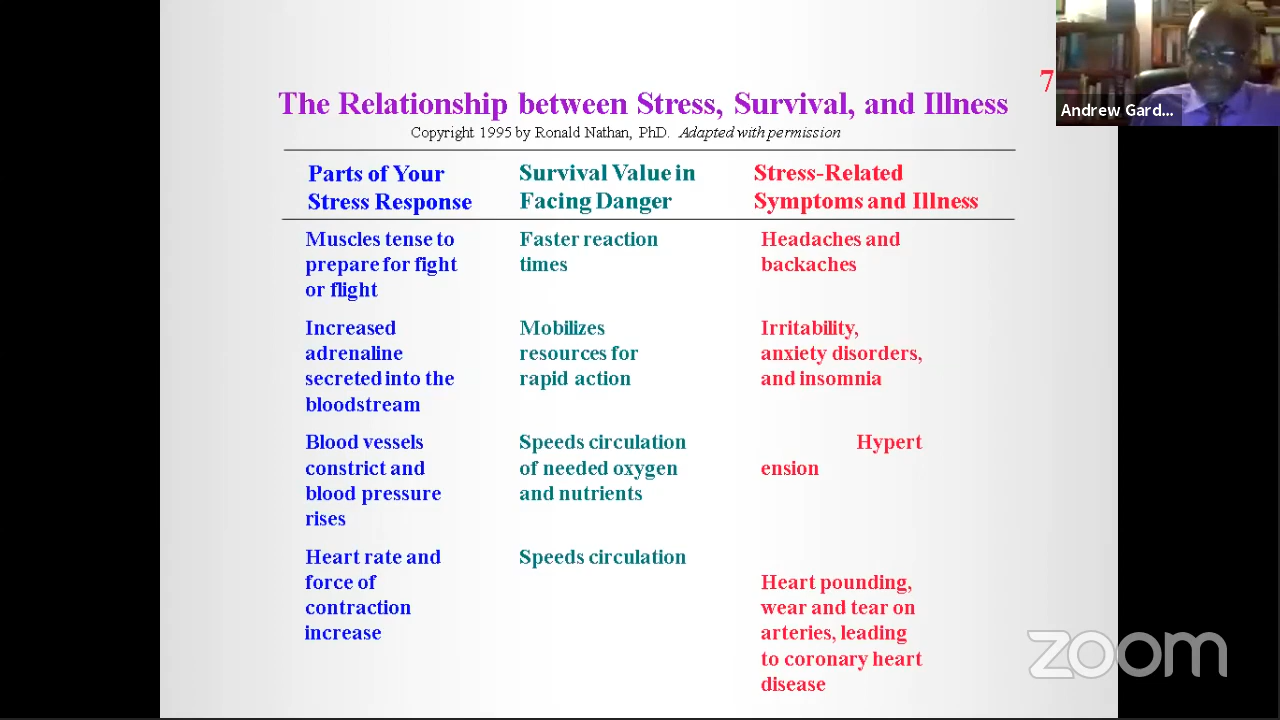 The Relationship between Stress, Survival, and Illness
7
Andrew Gard...
Copyright 1995 by Ronald Nathan, PhD. Adapted with permission
Parts of Your
Stress Response
Survival Value in
Facing Danger
Stress-Related
Symptoms and Illness
Muscles tense to
prepare for fight
or flight
Faster reaction
times
Headaches and
backaches
Increased
adrenaline
secreted into the
bloodstream
Mobilizes
resources for
rapid action
Irritability,
anxiety disorders,
and insomnia
Blood vessels
constrict and
blood pressure
rises
Speeds circulation
of needed oxygen
and nutrients
Hypert
ension
Heart rate and
force of
contraction
increase
Speeds circulation
Heart pounding,
wear and tear on
arteries, leading
to coronary heart
disease
zoom